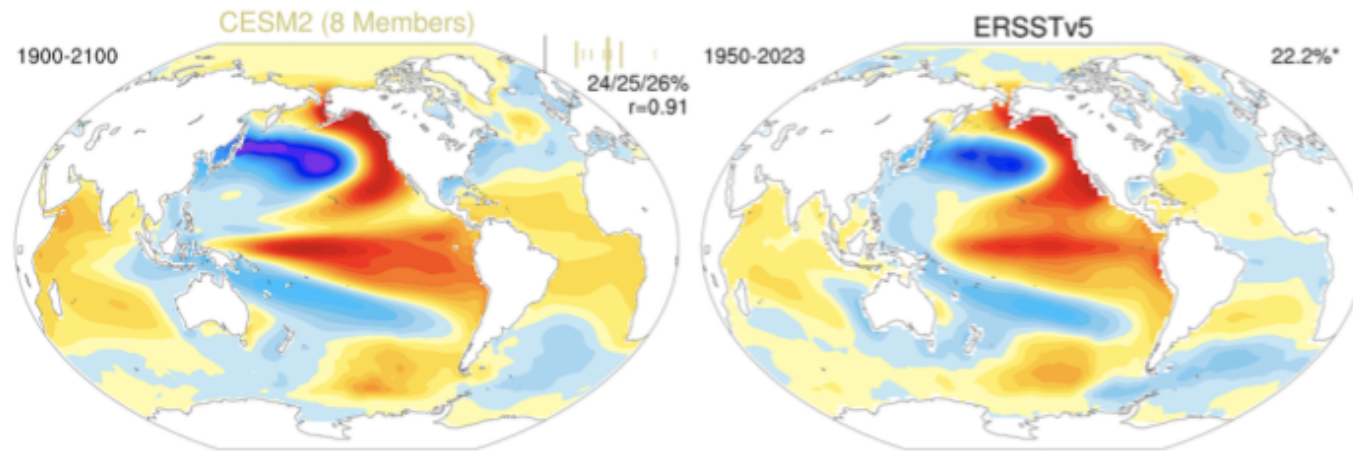 CESM2 (8 Members)
1900-2100
24/25/26%
r=0.91
ERSSTv5
1950-2023
22.2%*